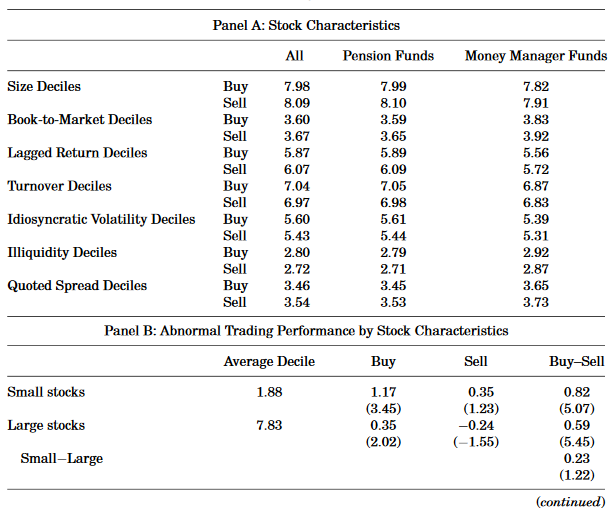 Panel A: Stock Characteristics
All Pension Funds Money Manager Funds
Size Deciles Buy 7.98 7.99 7.82
Sell 8.09 8.10 7.91
Book-to-Market Deciles Buy 3.60 3.59 3.83
Sell 3.67 3.65 3.92
Lagged Return Deciles Buy 5.87 5.89 5.56
Sell 6.07 6.09 5.72
Turnover Deciles Buy 7.04 7.05 6.87
Sell 6.97 6.98 6.83
Idiosyncratic Volatility Deciles Buy 5.60 5.61 5.39
Sell 5.43 5.44 5.31
Illiquidity Deciles Buy 2.80 2.79 2.92
Sell 2.72 2.71 2.87
Quoted Spread Deciles Buy 3.46 3.45 3.65
Sell 3.54 3.53 3.73
Panel B: Abnormal Trading Performance by Stock Characteristics
Average Decile Buy Sell Buy–Sell
Small stocks 1.88 1.17 0.35 0.82
(3.45) (1.23) (5.07)
Large stocks 7.83 0.35 −0.24 0.59
(2.02) (−1.55) (5.45)
Small−Large 0.23
(1.22)
(continued)